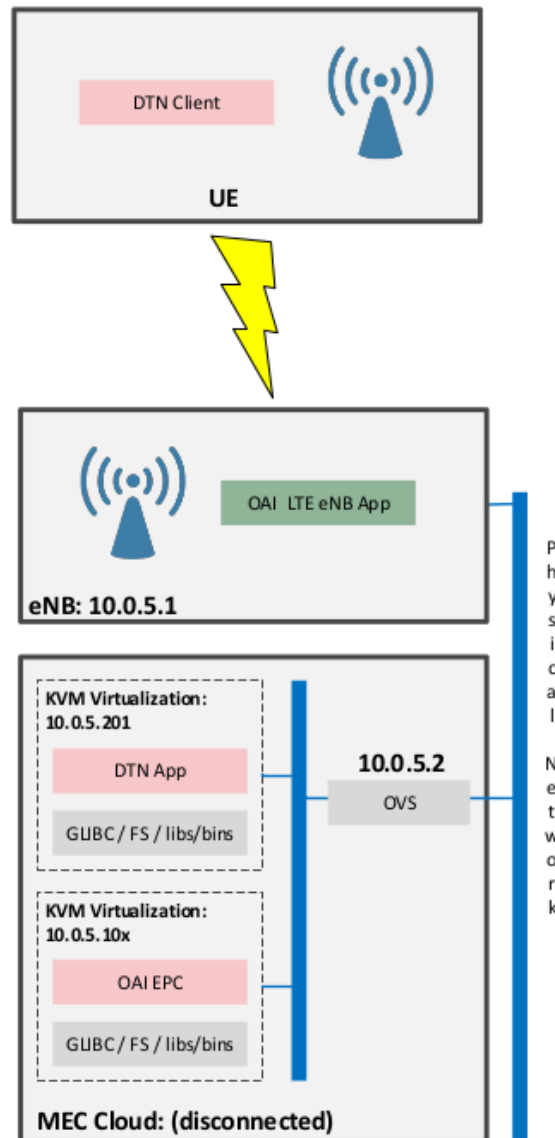 DTN Client
UE
OAI LTE eNB App
eNB: 10.0.5.1
KVM Virtualization:
10.0.5.201
DTN App
GLIBC / FS / libs/bins
10.0.5.2
OVS
KVM Virtualization:
10.0.5.10x
OAI EPC
GLIBC / FS / libs/bins
MEC Cloud: (disconnected)
P
h
y
s
i
c
a
l
N
e
t
w
o
r
k